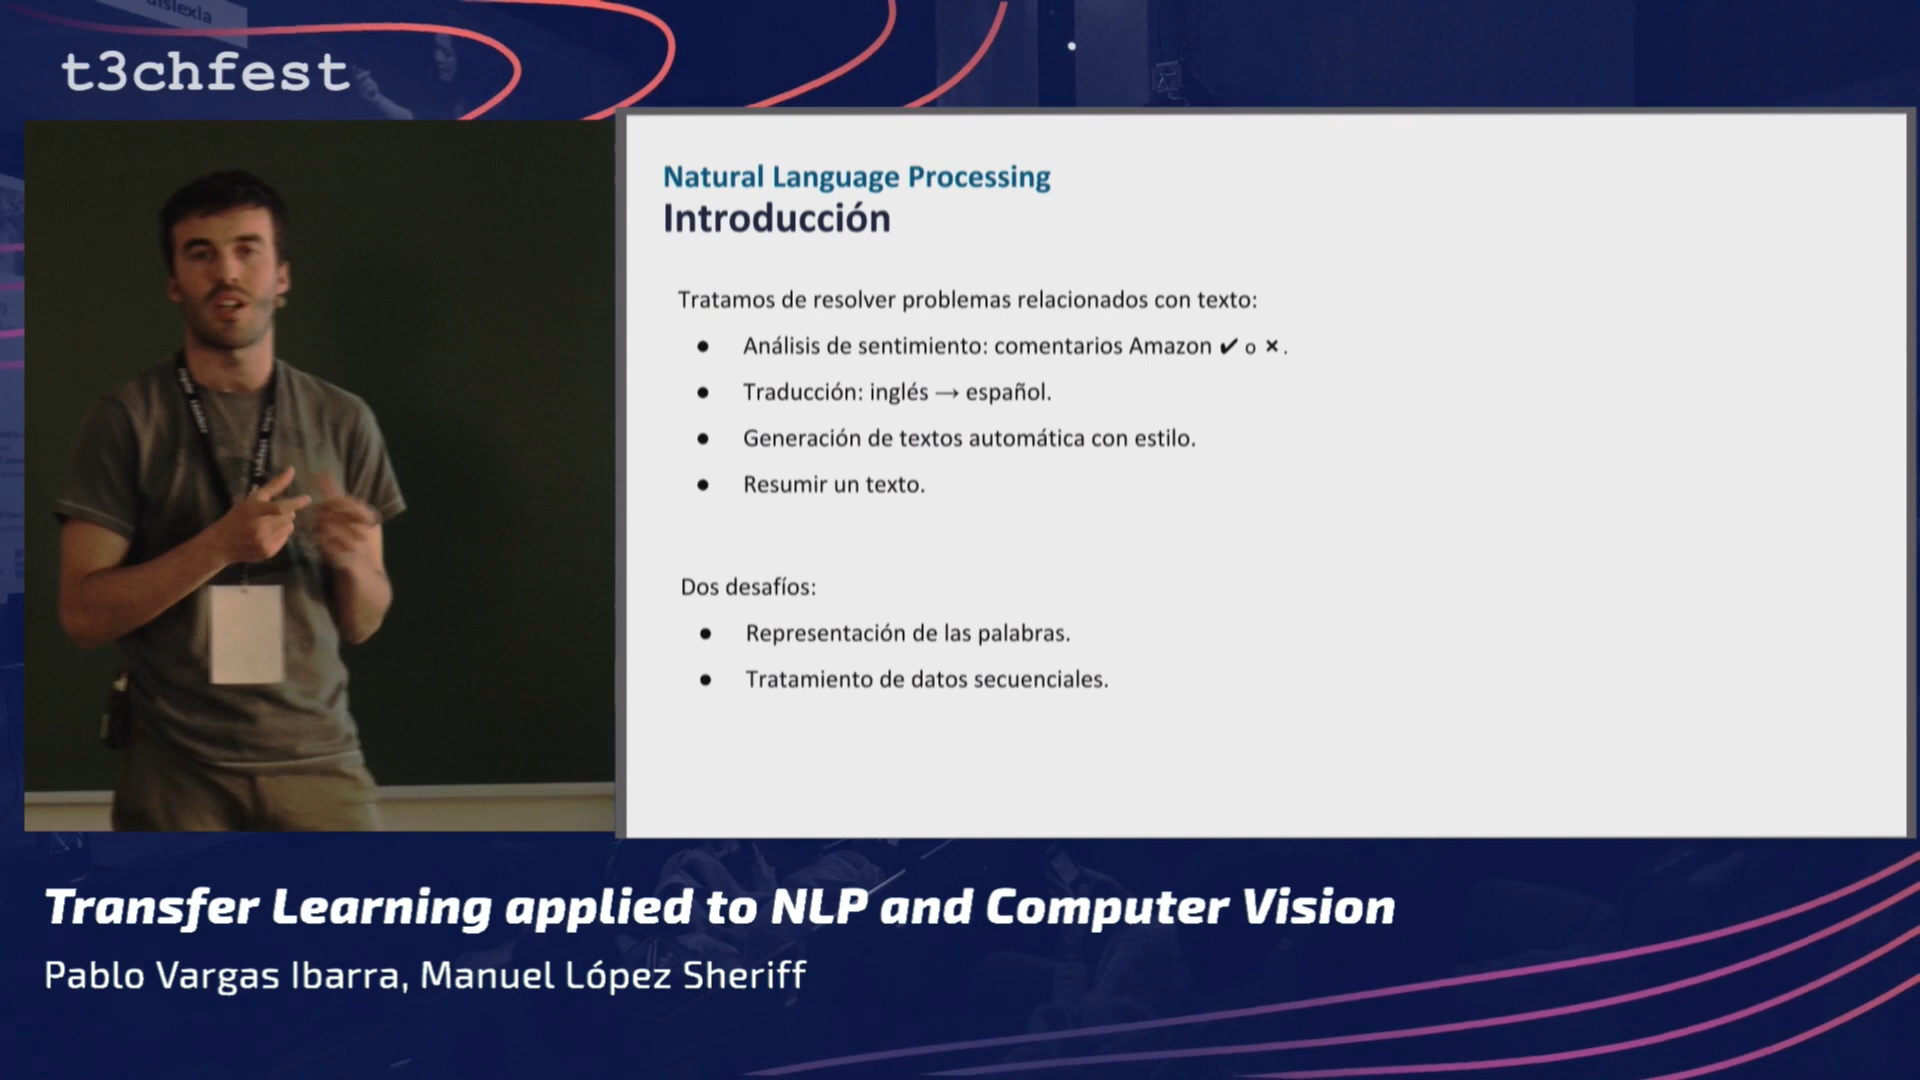 dislexia
t3chfest
Natural Language Processing
Introducción
Tratamos de resolver problemas relacionados con texto:
● Análisis de sentimiento: comentarios Amazon ✔ o ✖.
● Traducción: inglés → español.
● Generación de textos automática con estilo.
● Resumir un texto.
Dos desafíos:
● Representación de las palabras.
● Tratamiento de datos secuenciales.
Transfer Learning applied to NLP and Computer Vision
Pablo Vargas Ibarra, Manuel López Sheriff